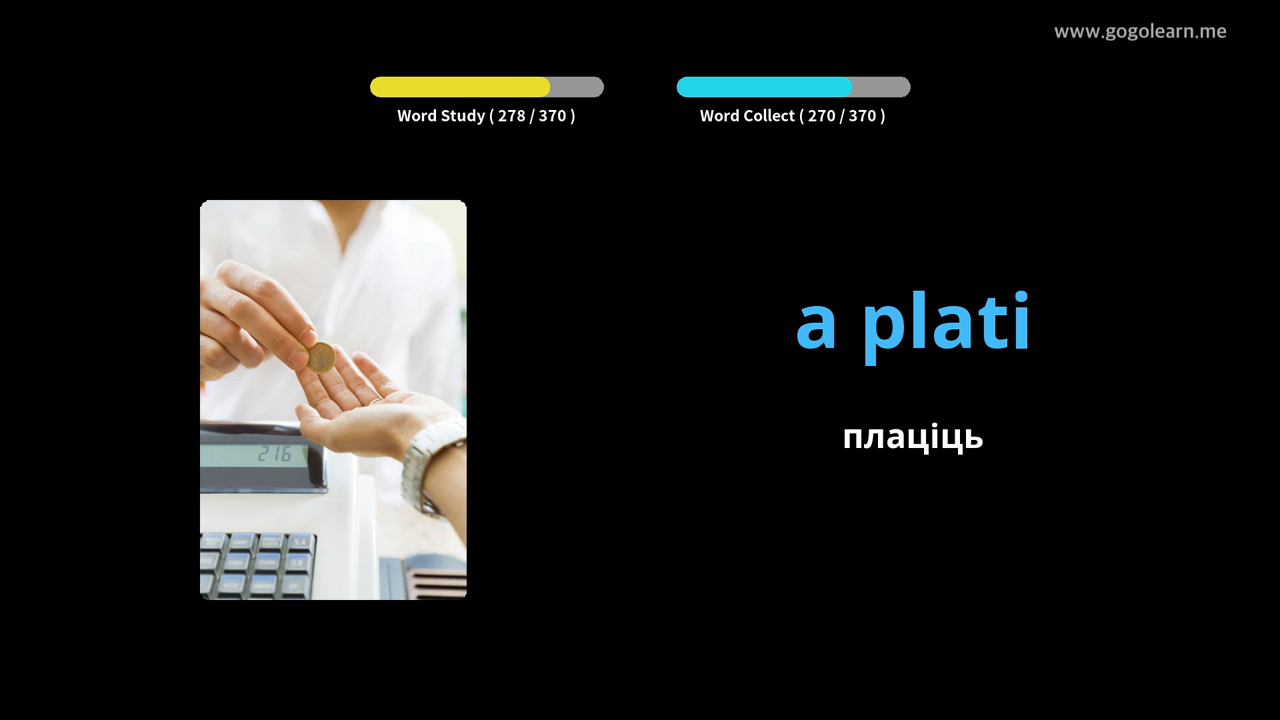 www.gogolearn.me
Word Study ( 278 / 370 )
Word Collect ( 270 / 370 )
a plati
плаціць
216